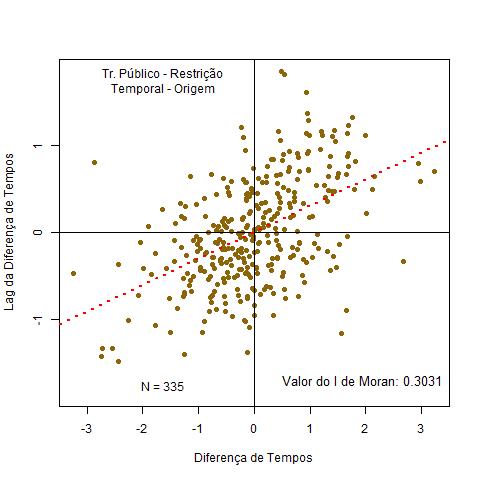 Tr. Público - Restrição
Temporal - Origem
Lag da Diferença de Tempos
1
0
-1
N = 335
Valor do I de Moran: 0.3031
-3 -2 -1 0 1 2 3
Diferença de Tempos